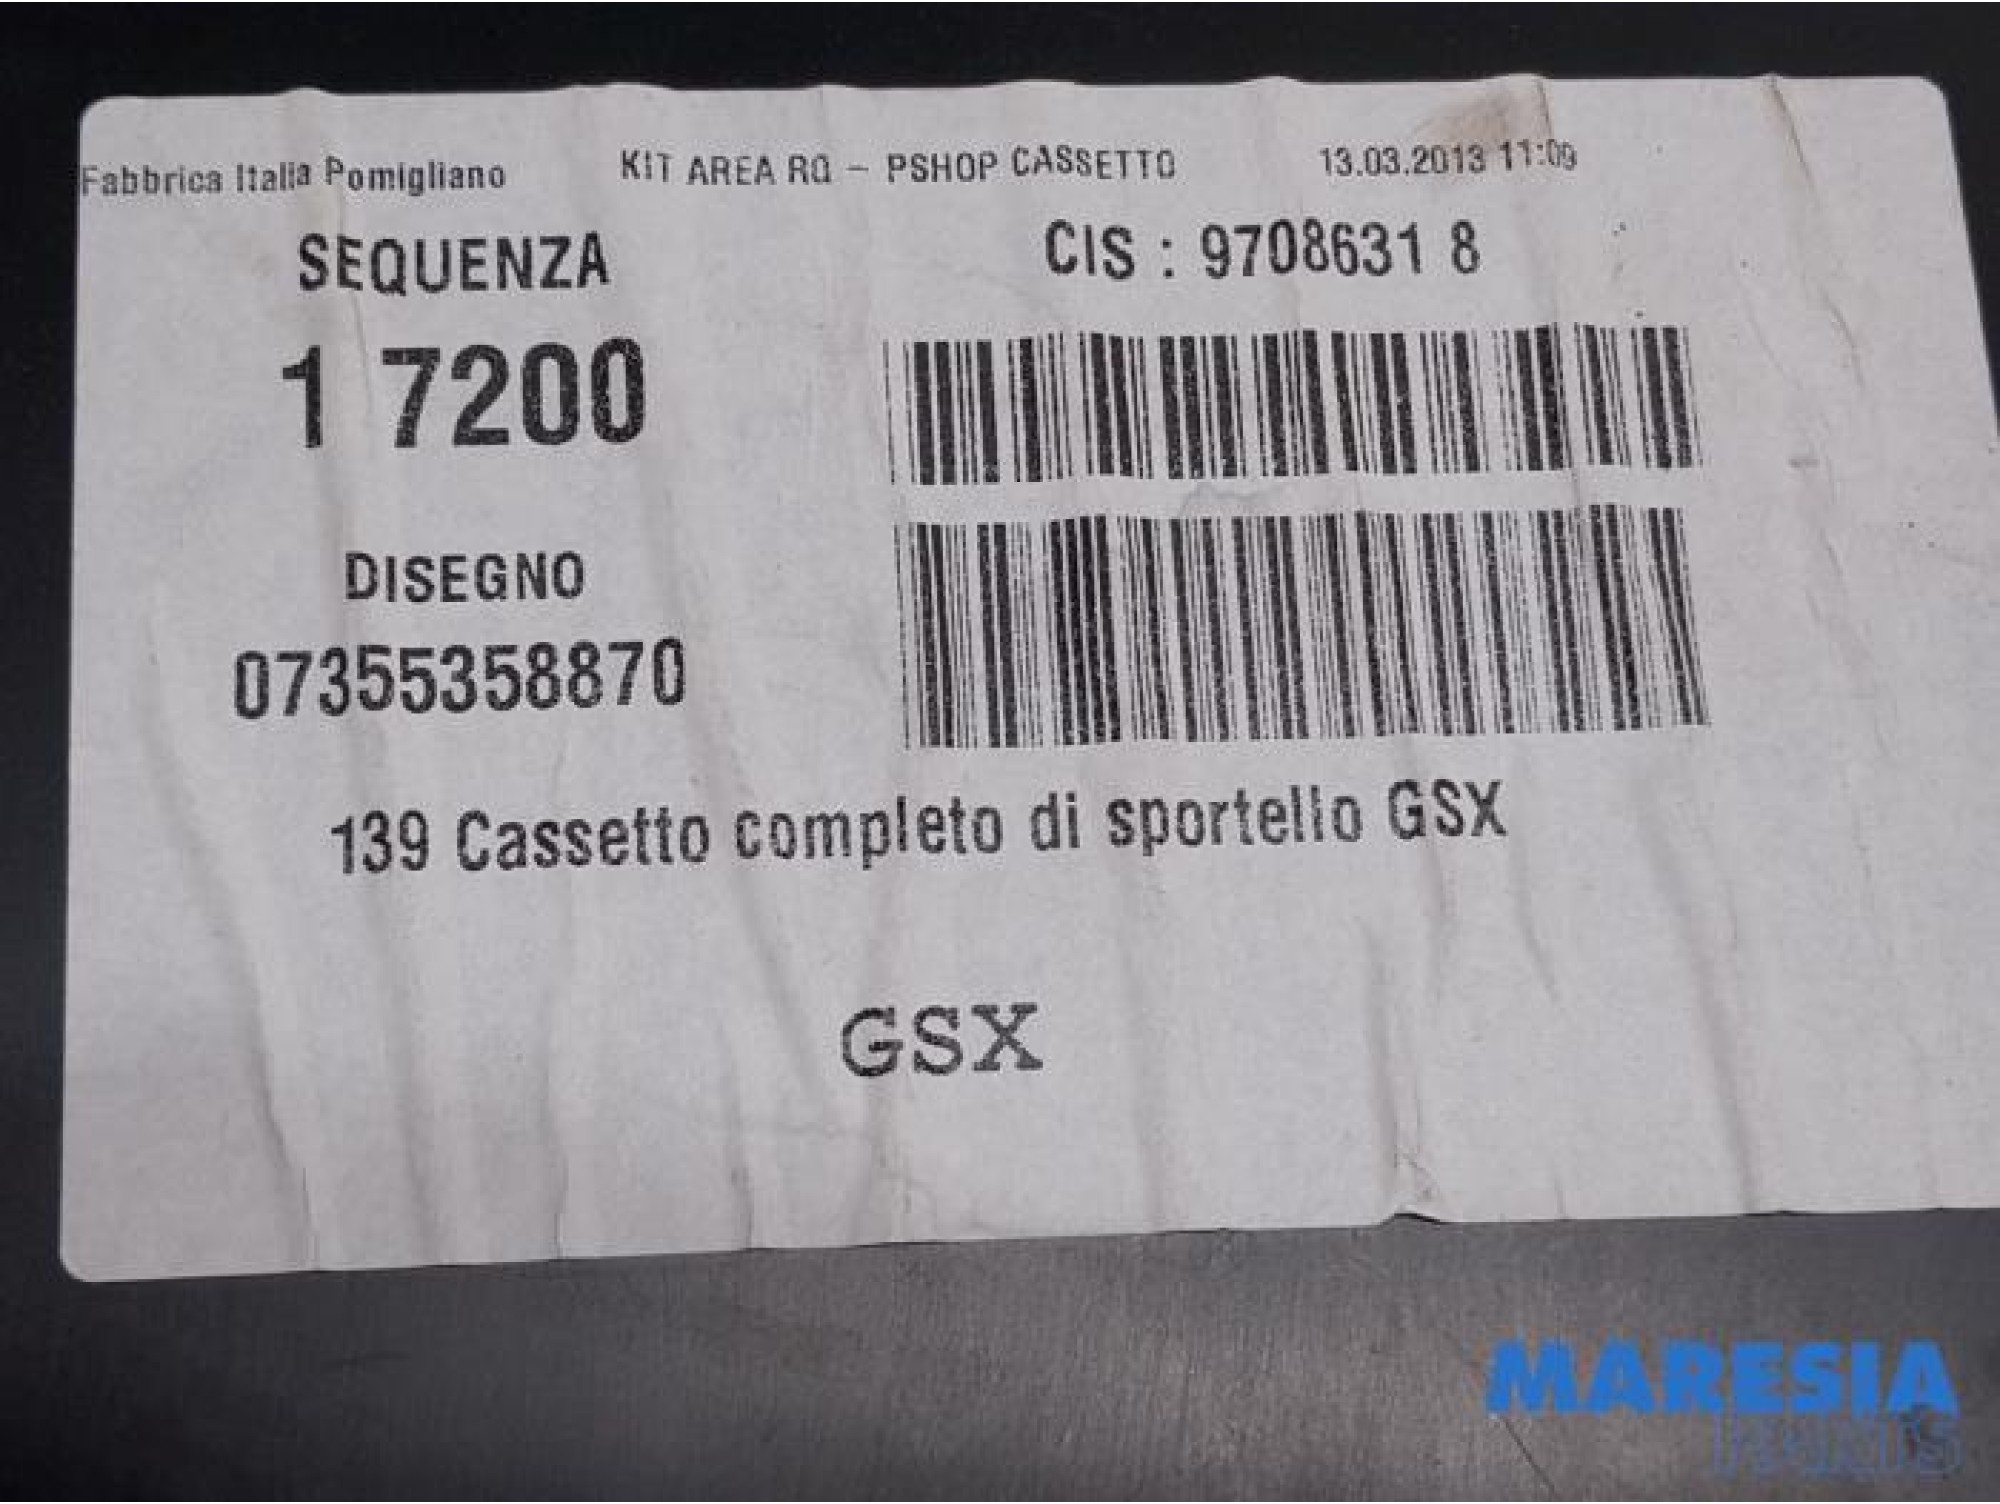 Fabbrica Italia Pomigliano KIT AREA RQ - PSHOP CASSETTO 13.03.2013 11:09
SEQUENZA CIS : 9708631 8
1 7200
DISEGNO
07355358870
139 Cassetto completo di sportello GSX
GSX
MARESIA
PARTS